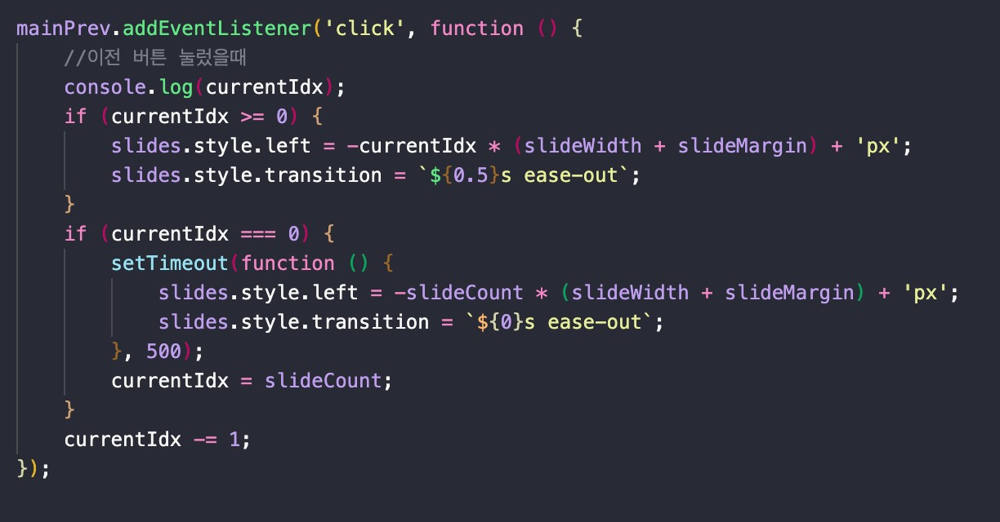 mainPrev.addEventListener('click', function () {
    //이전 버튼 눌렀을때
    console.log(currentIdx);
    if (currentIdx >= 0) {
        slides.style.left = -currentIdx * (slideWidth + slideMargin) + 'px';
        slides.style.transition = `${0.5}s ease-out`;
    }
    if (currentIdx === 0) {
        setTimeout(function () {
            slides.style.left = -slideCount * (slideWidth + slideMargin) + 'px';
            slides.style.transition = `${0}s ease-out`;
        }, 500);
        currentIdx = slideCount;
    }
    currentIdx -= 1;
});